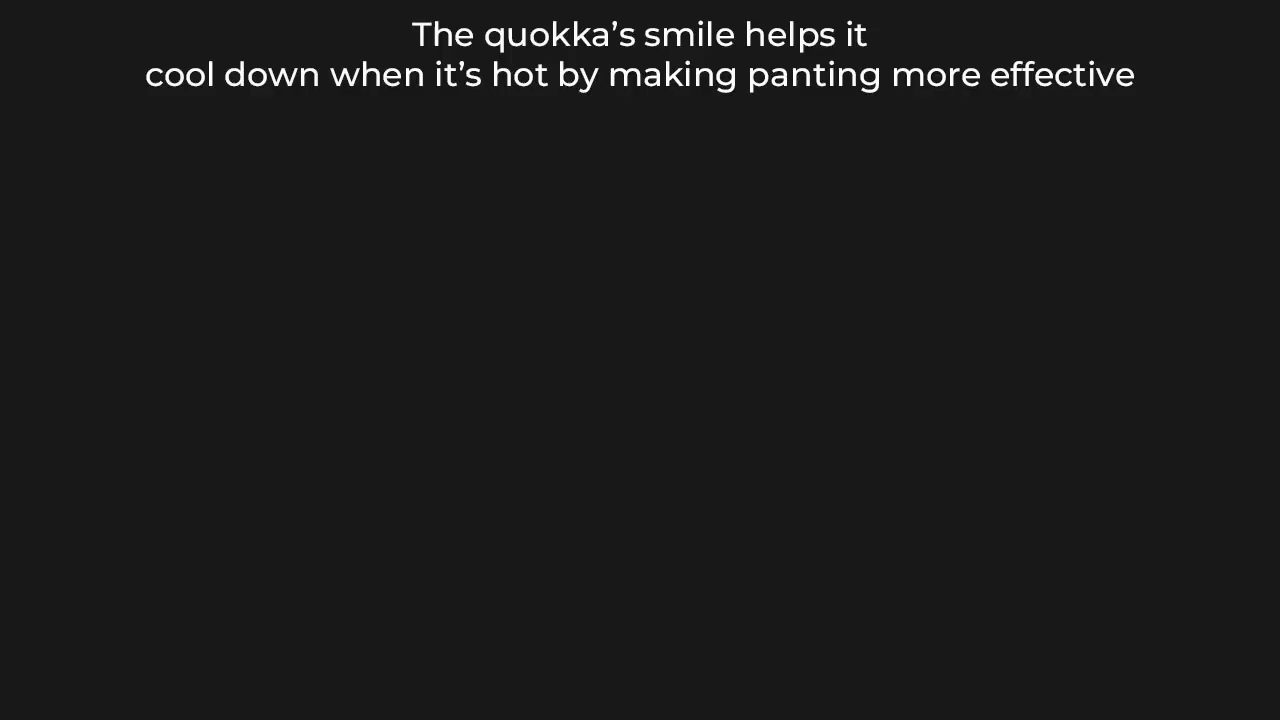 The quokka’s smile helps it
cool down when it’s hot by making panting more effective